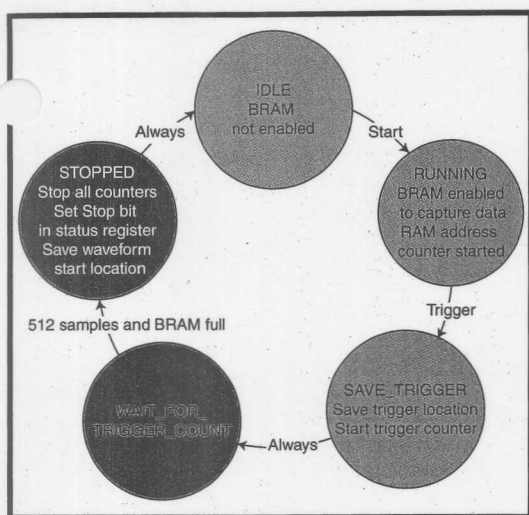 IDLE
BRAM
not enabled
Always
Start
STOPPED
Stop all counters
Set Stop bit
in status register
Save waveform
start location
RUNNING
BRAM enabled
to capture data
RAM address
counter started
Trigger
512 samples and BRAM full
SAVE_TRIGGER
Save trigger location
Start trigger counter
WAIT_FOR_
TRIGGER_COUNT
Always